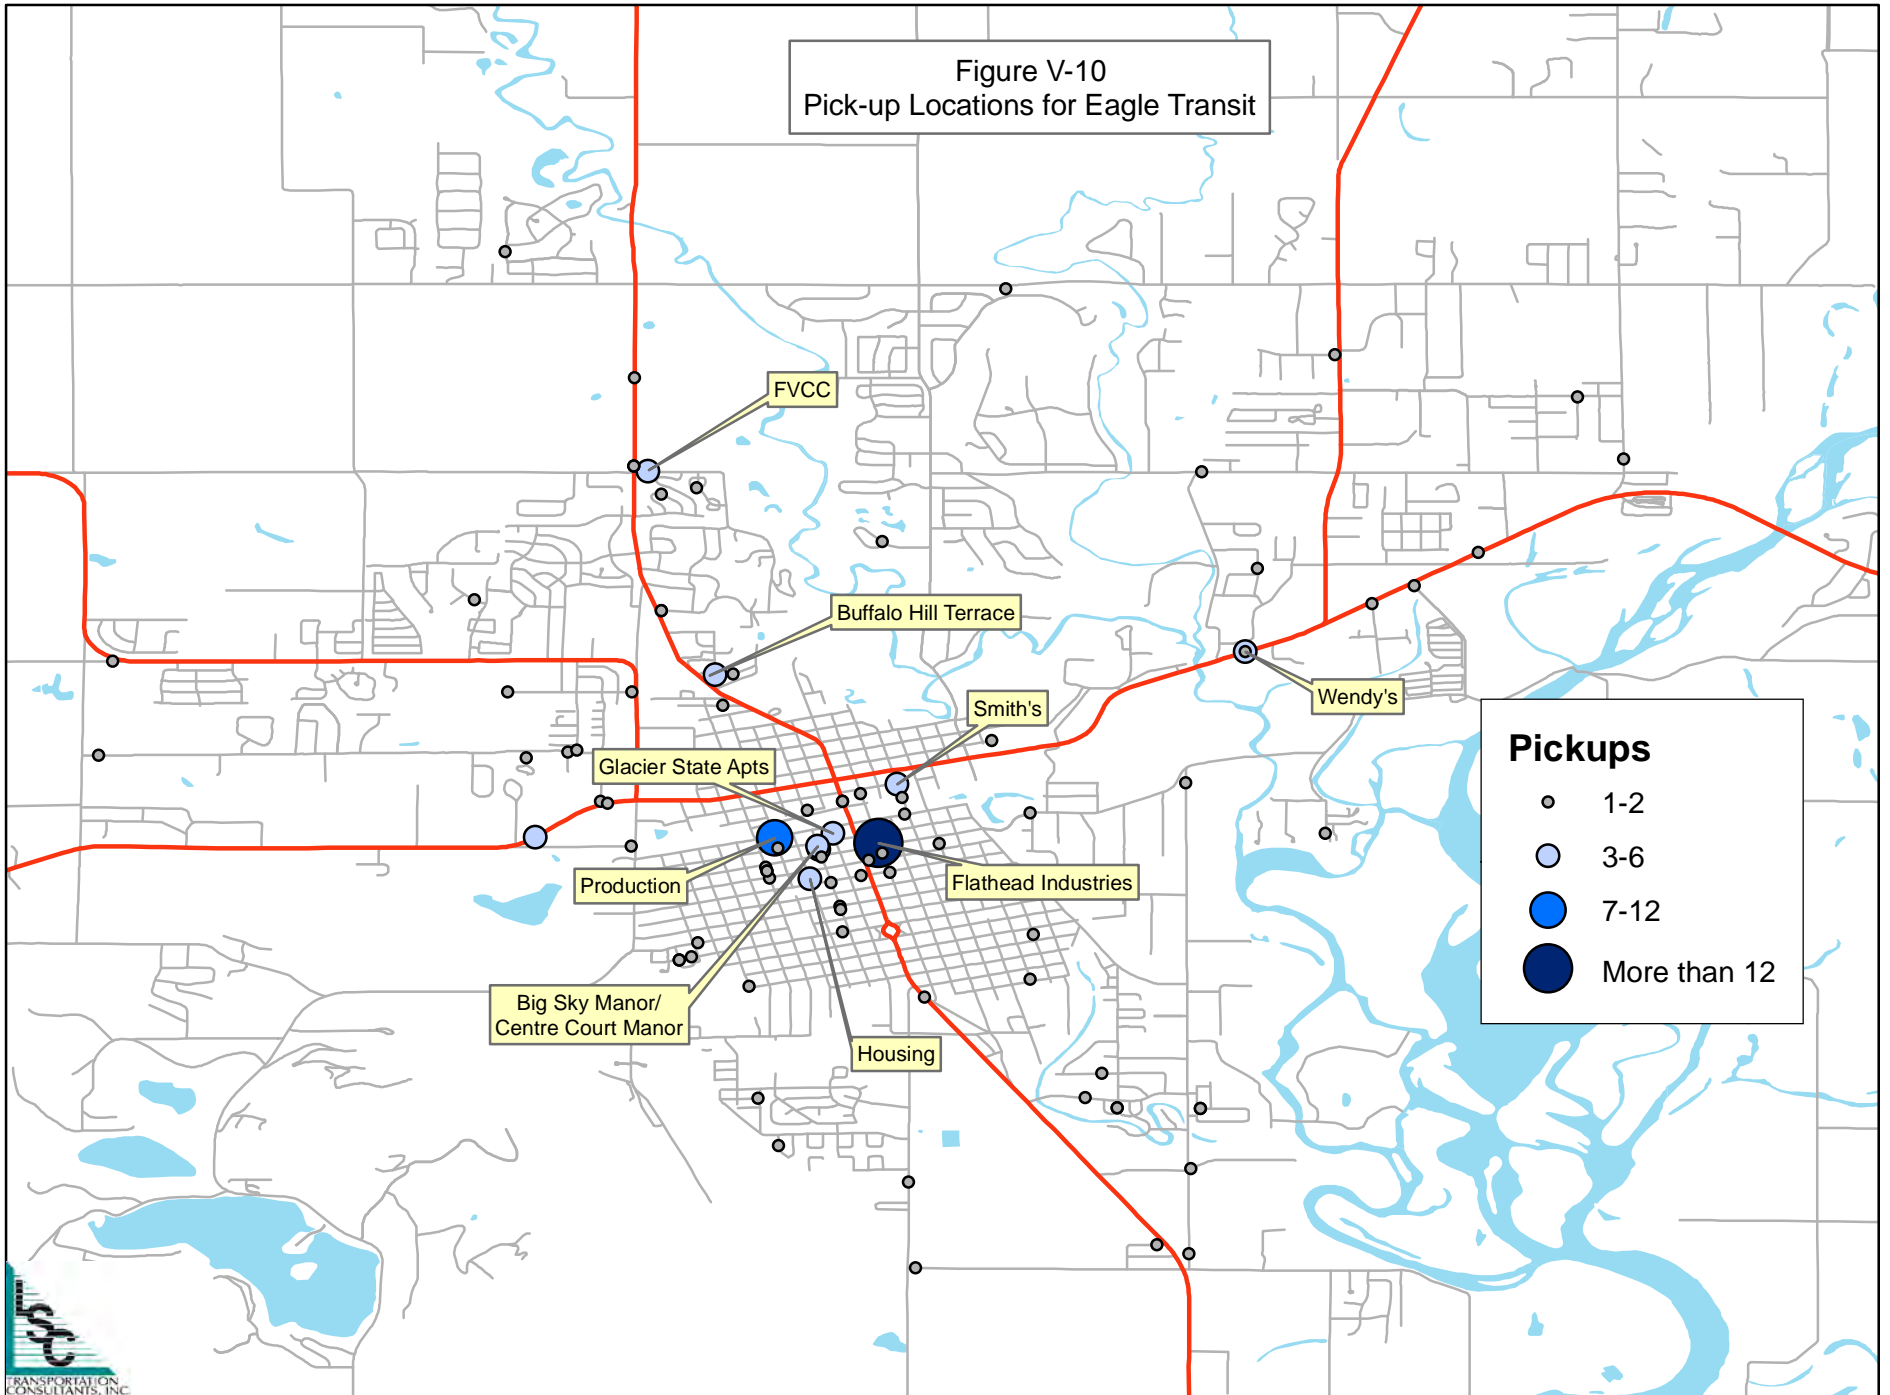 Figure V-10
Pick-up Locations for Eagle Transit
FVCC
Buffalo Hill Terrace
Smith's
Wendy's
Glacier State Apts
Production
Flathead Industries
Big Sky Manor/
Centre Court Manor
Housing
Pickups
1-2
3-6
7-12
More than 12
LSC
TRANSPORTATION
CONSULTANTS, INC.